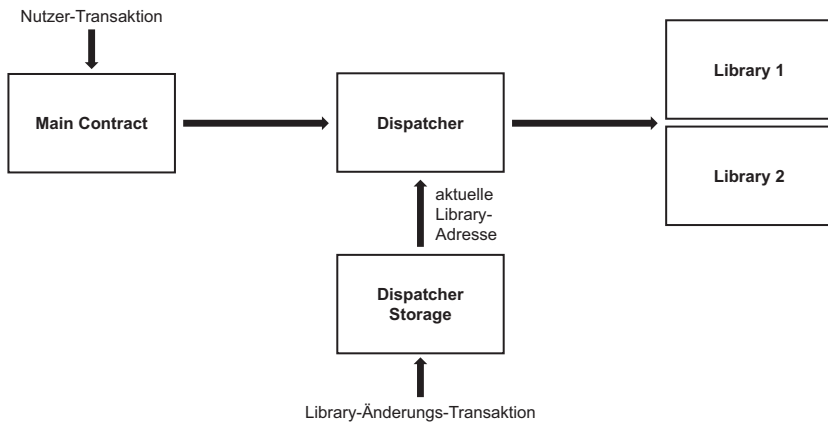 Nutzer-Transaktion
Main Contract
Dispatcher
Library 1
Library 2
aktuelle
Library-
Adresse
Dispatcher
Storage
Library-Änderungs-Transaktion